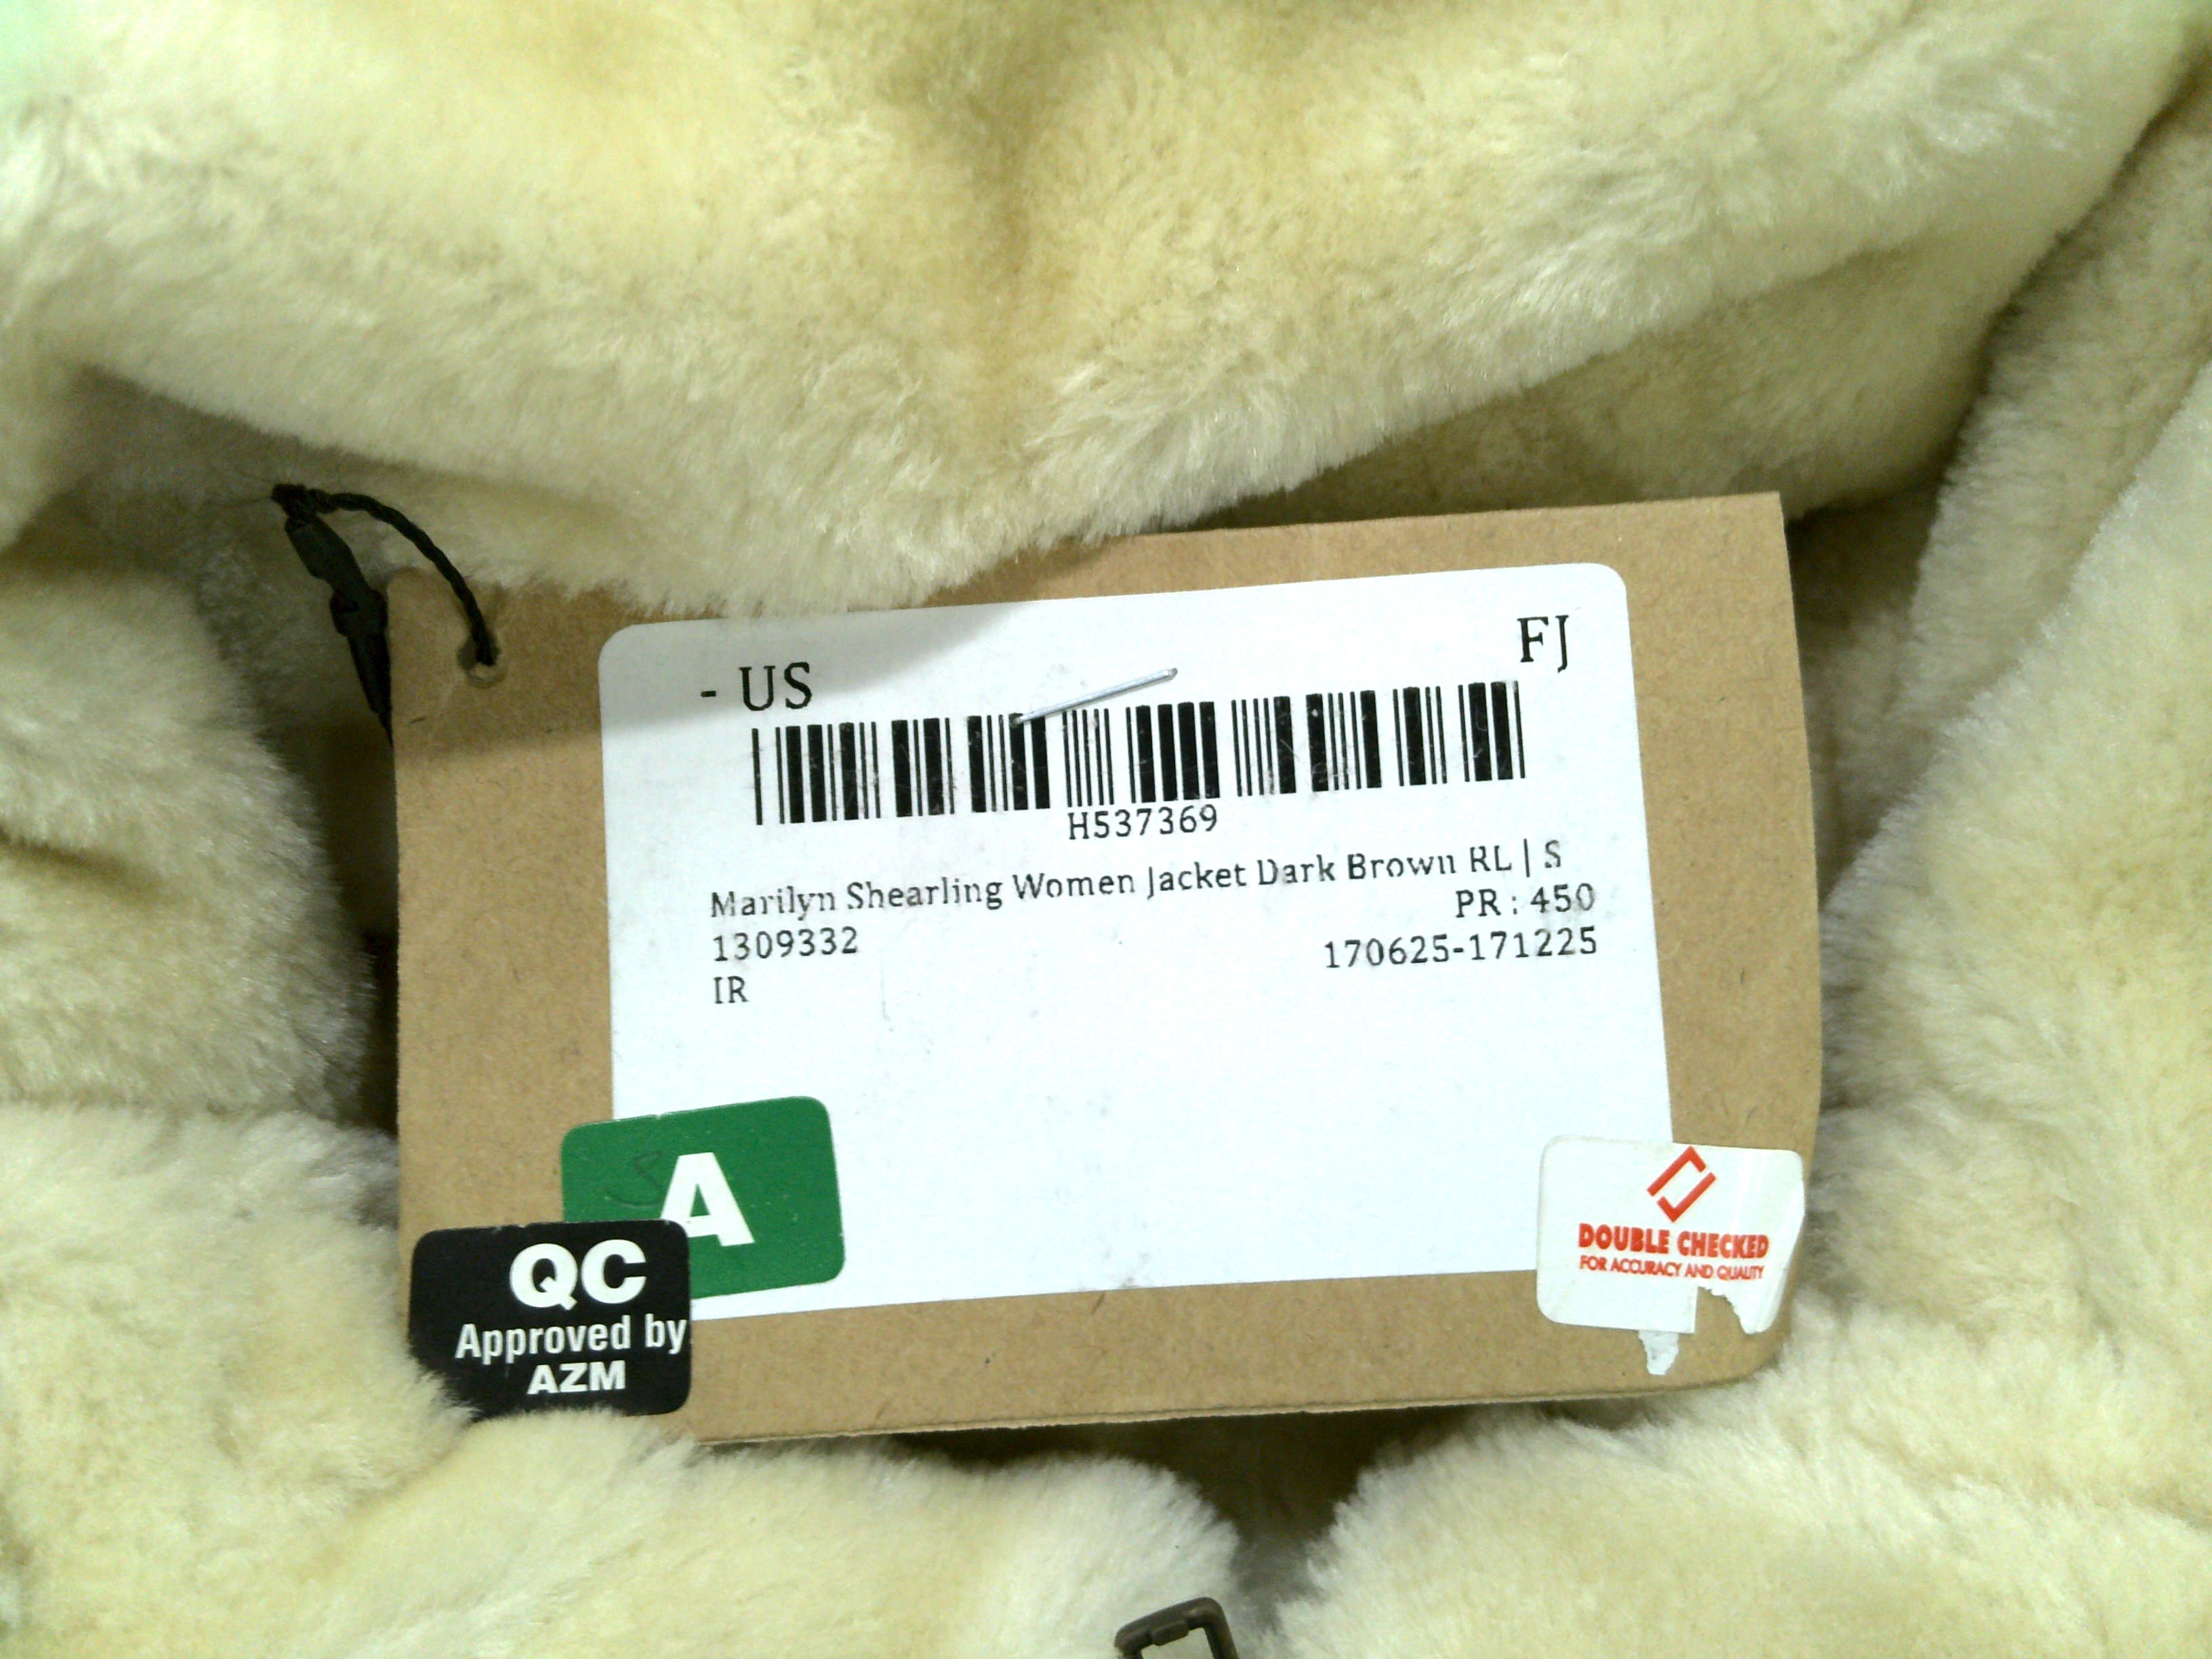 - US FJ
H537369
Marilyn Shearling Women Jacket Dark Brown RL | S
PR : 450
1309332 170625-171225
IR
A
QC
Approved by
AZM
DOUBLE CHECKED
FOR ACCURACY AND QUALITY